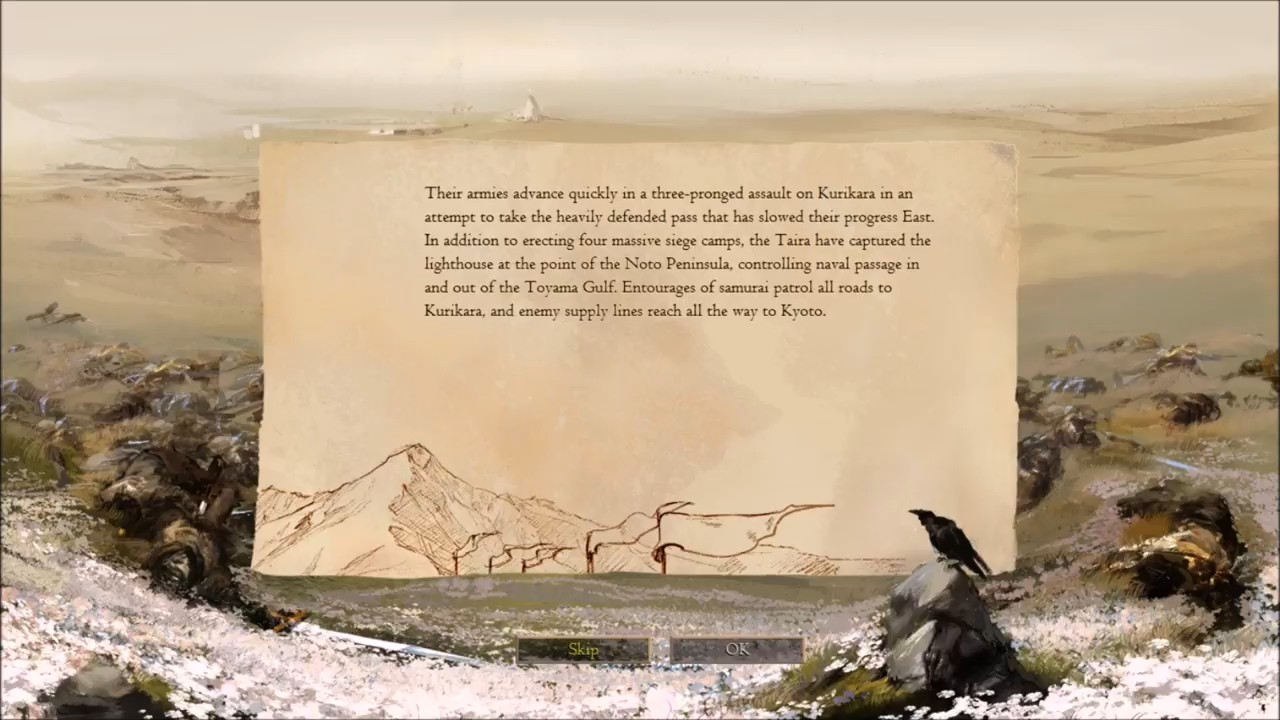 Their armies advance quickly in a three-pronged assault on Kurikara in an
attempt to take the heavily defended pass that has slowed their progress East.
In addition to erecting four massive siege camps, the Taira have captured the
lighthouse at the point of the Noto Peninsula, controlling naval passage in
and out of the Toyama Gulf. Entourages of samurai patrol all roads to
Kurikara, and enemy supply lines reach all the way to Kyoto.
Skip
OK